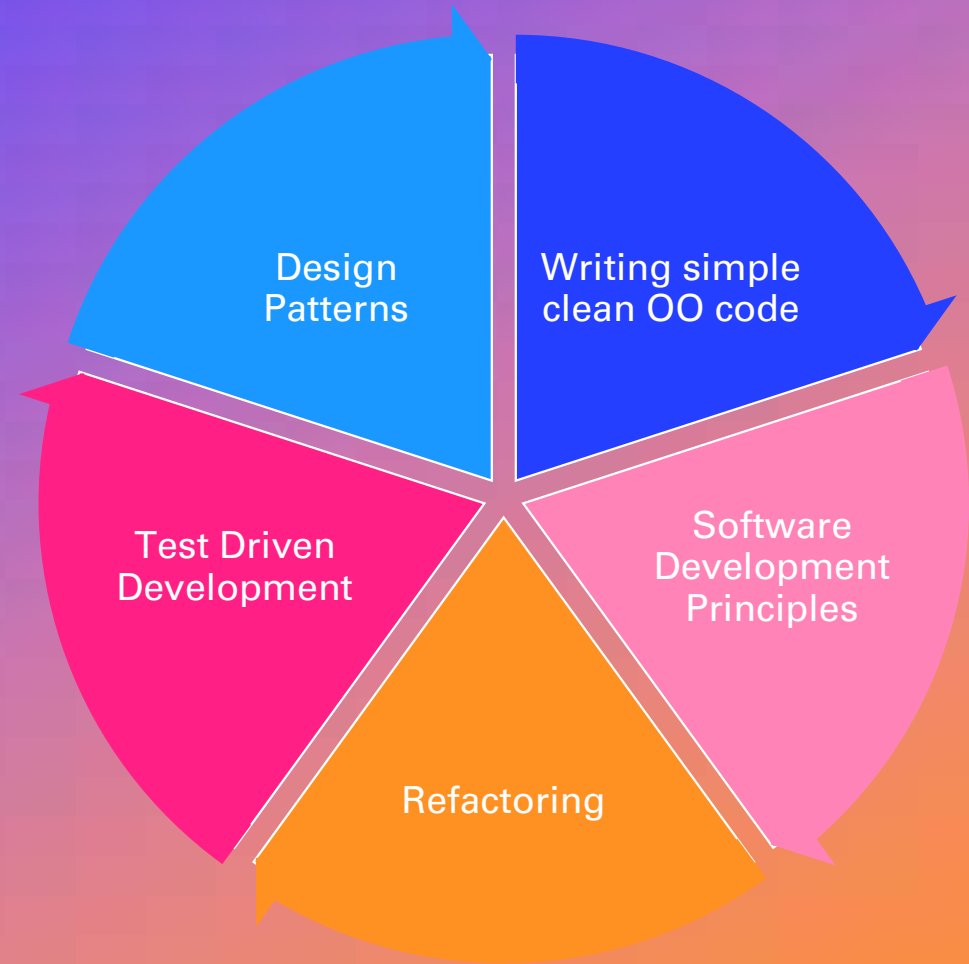 Design
Patterns
Writing simple
clean OO code
Software
Development
Principles
Refactoring
Test Driven
Development